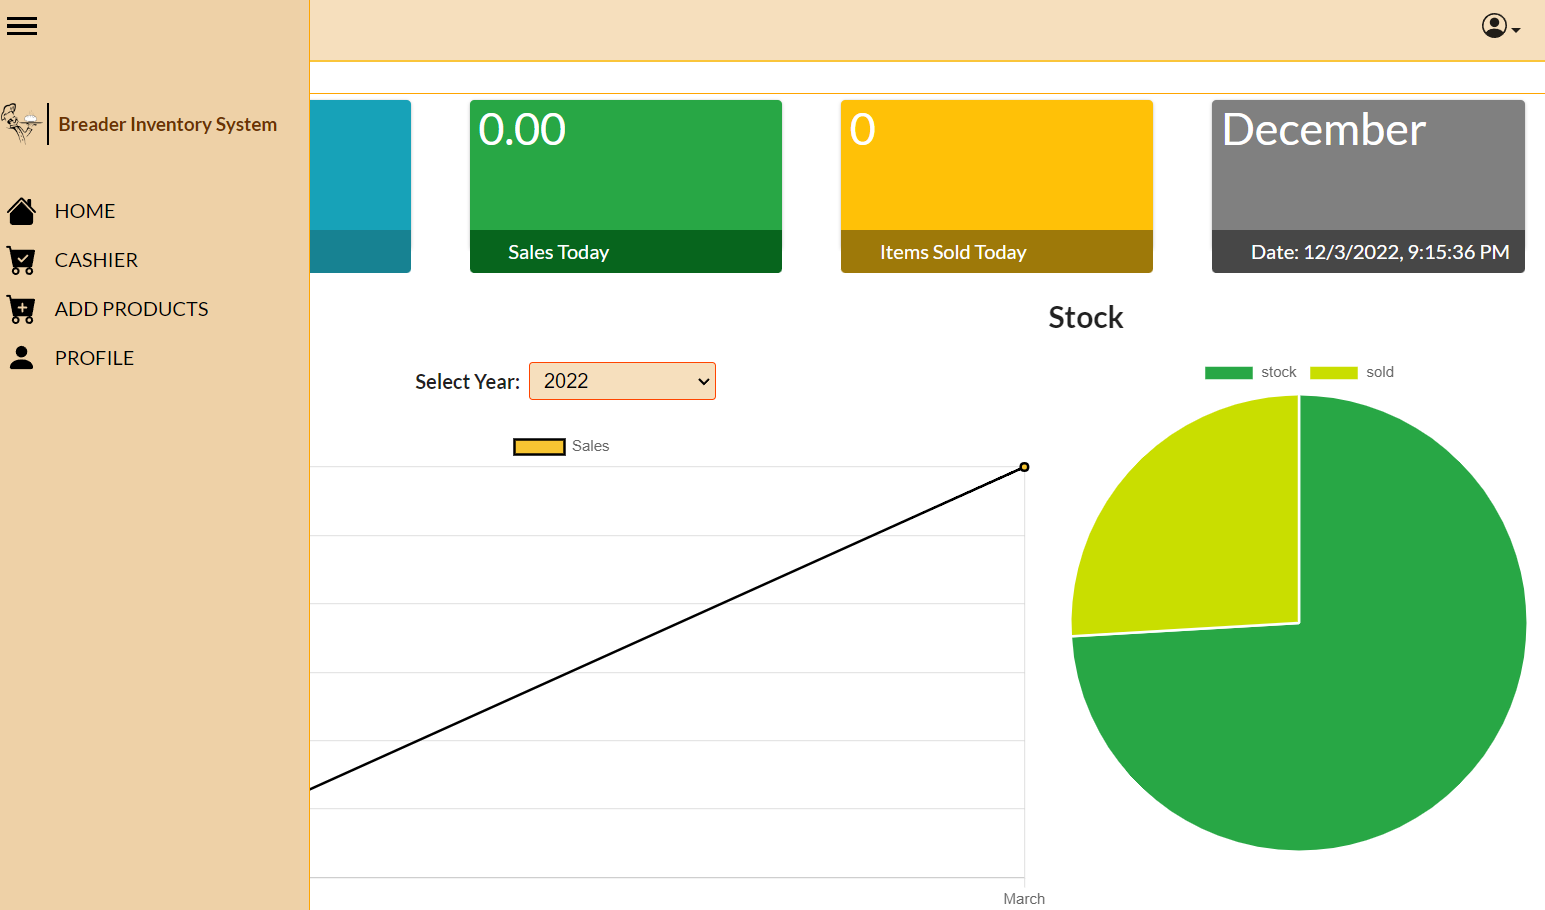 Breader Inventory System
HOME
CASHIER
ADD PRODUCTS
PROFILE
0.00
Sales Today
0
Items Sold Today
December
Date: 12/3/2022, 9:15:36 PM
Select Year: 2022
Sales
March
Stock
stock sold